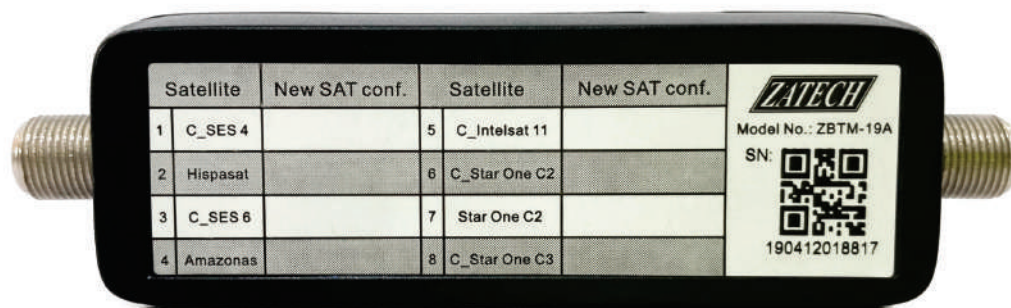 Satellite New SAT conf. Satellite New SAT conf.
1 C_SES 4 5 C_Intelsat 11
2 Hispasat 6 C_Star One C2
3 C_SES 6 7 Star One C2
4 Amazonas 8 C_Star One C3
ZATECH
Model No.: ZBTM-19A
SN:
190412018817